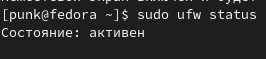 [punk@fedora ~]$ sudo ufw status
Состояние: активен